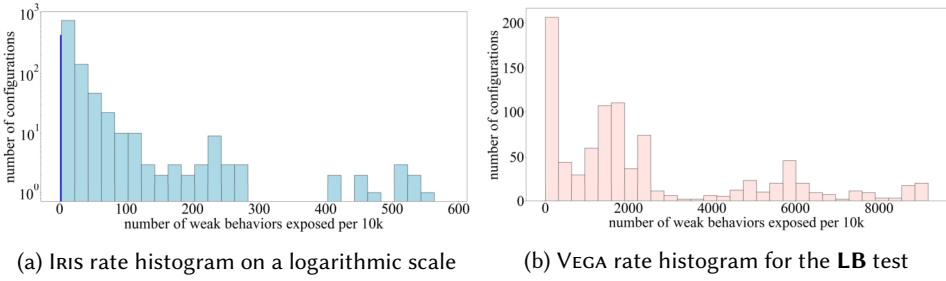 10³
10²
10¹
10⁰
number of configurations
0 100 200 300 400 500 600
number of weak behaviors exposed per 10k
(a) IRIS rate histogram on a logarithmic scale
200
150
100
50
0
number of configurations
0 2000 4000 6000 8000
number of weak behaviors exposed per 10k
(b) VEGA rate histogram for the LB test